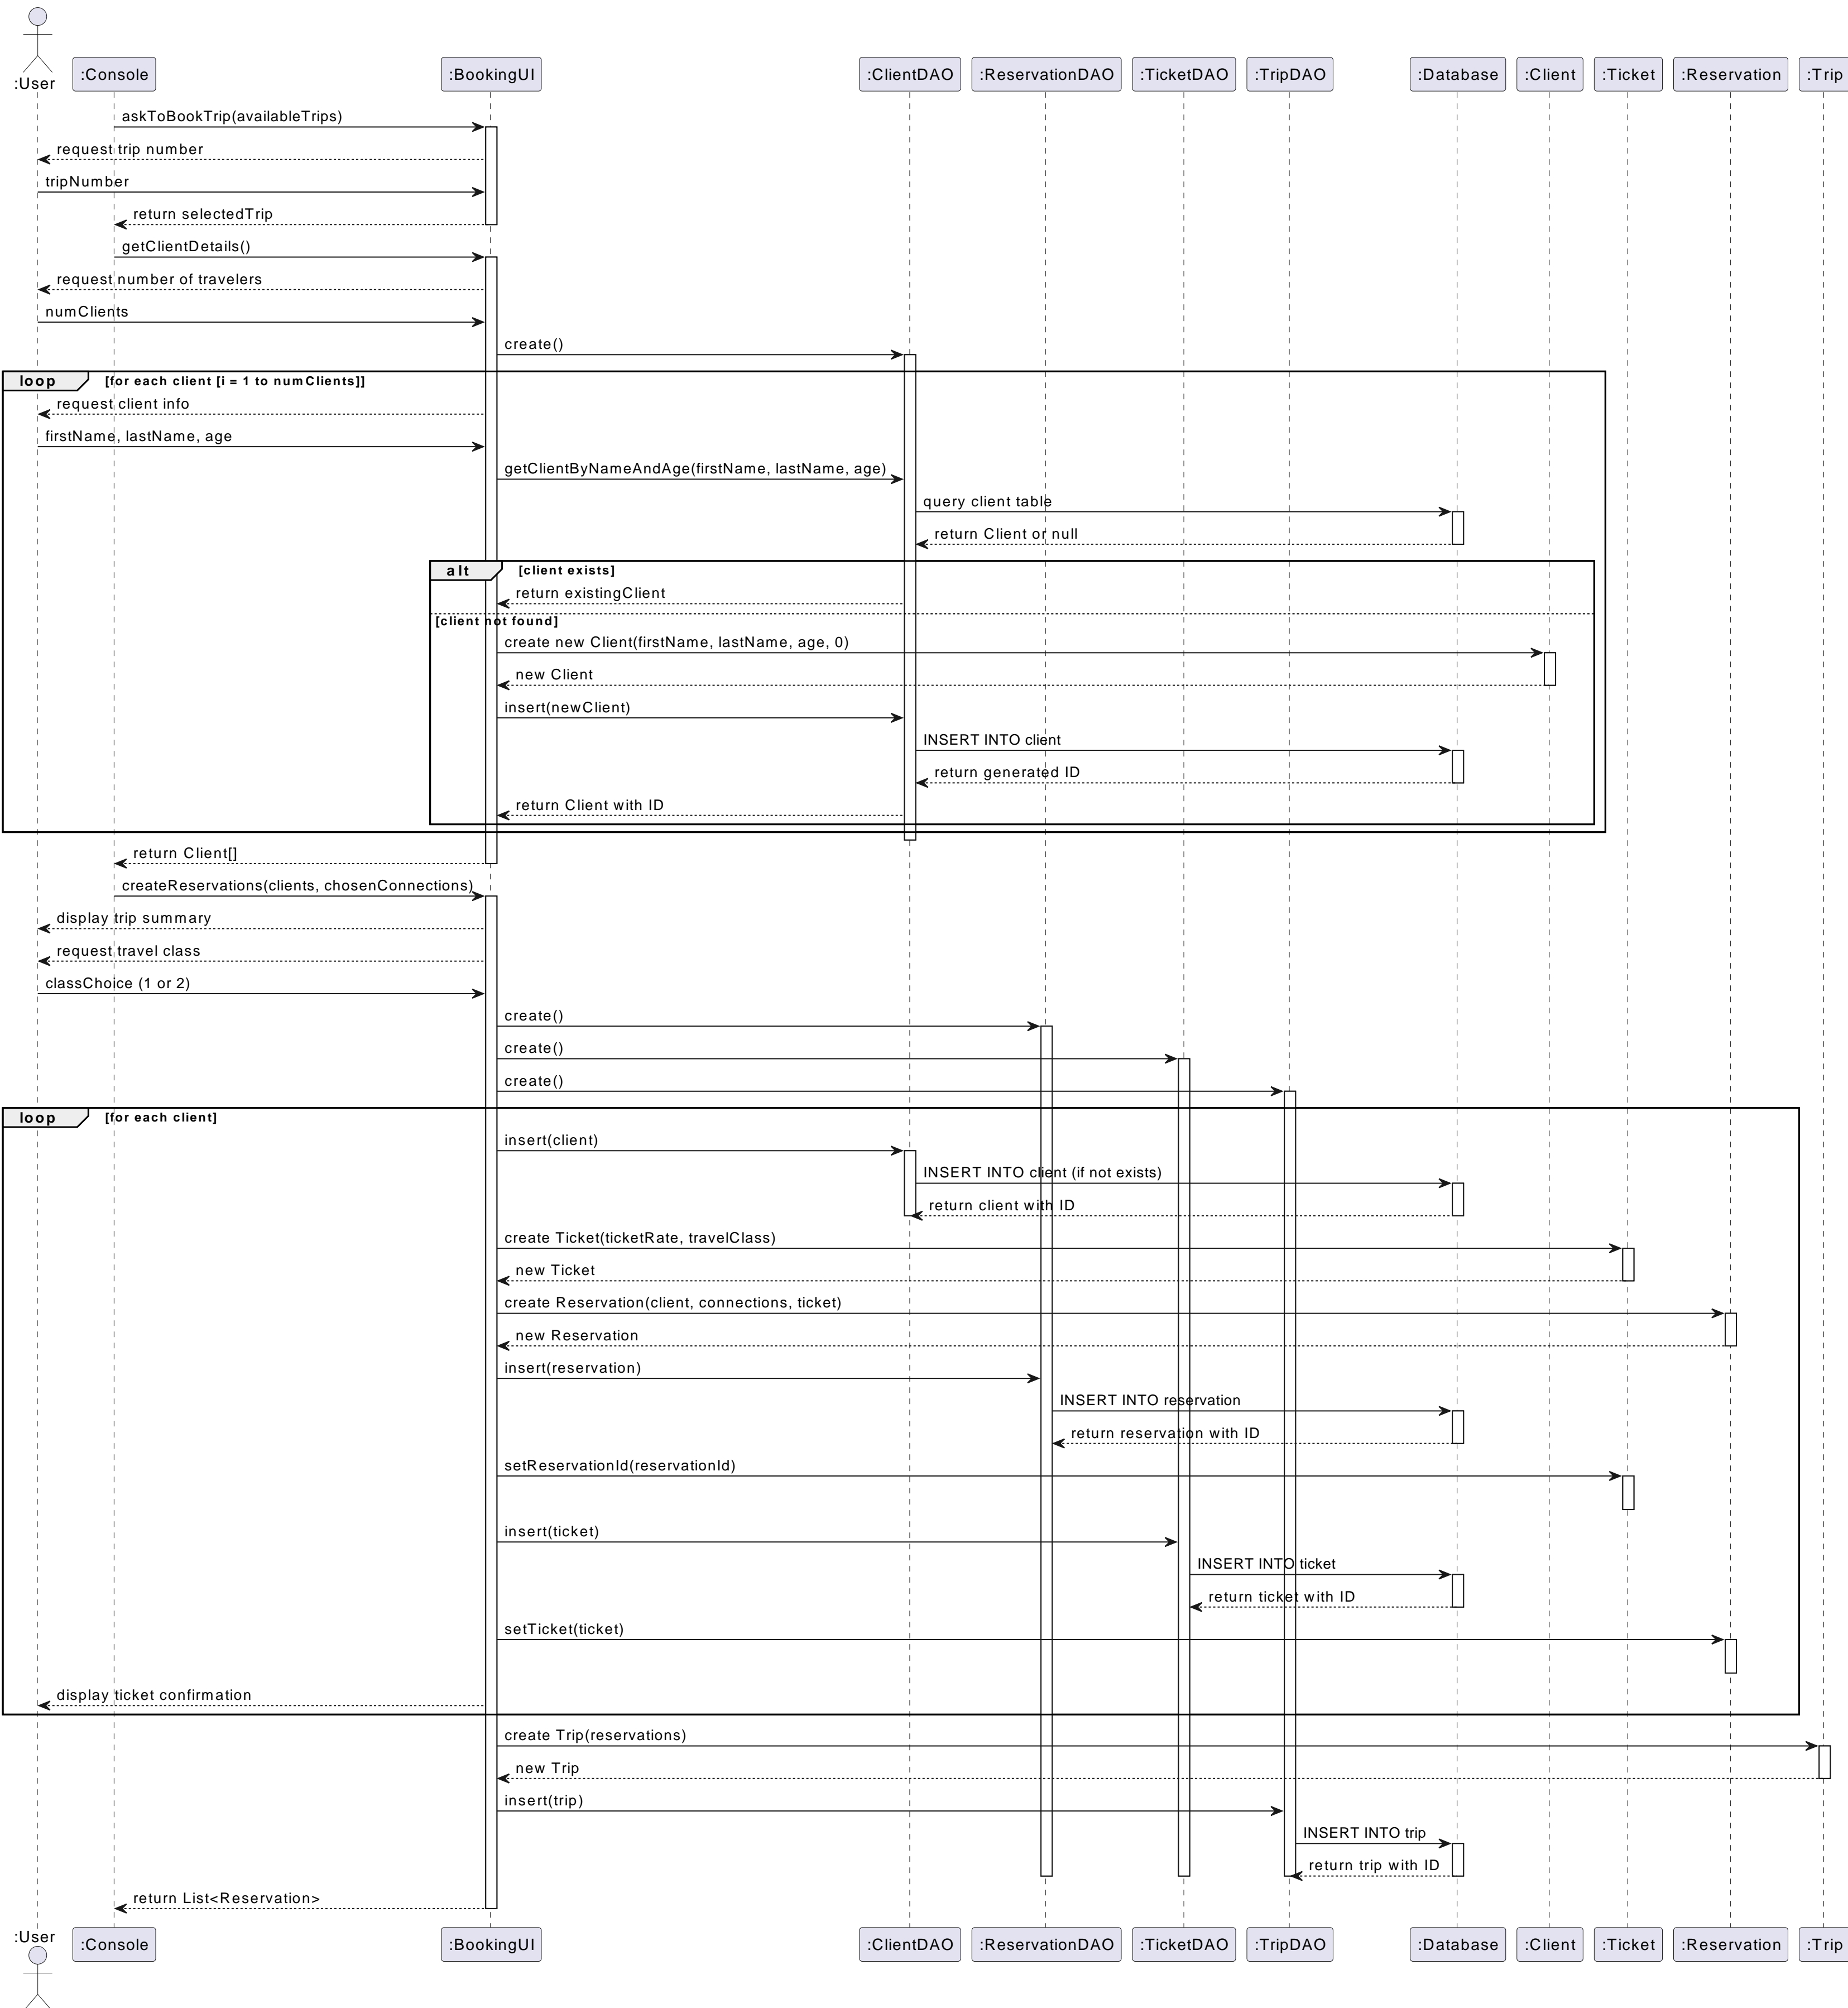 :User
:Console
:BookingUI
:ClientDAO
:ReservationDAO
:TicketDAO
:TripDAO
:Database
:Client
:Ticket
:Reservation
:Trip
askToBookTrip(availableTrips)
request trip number
tripNumber
return selectedTrip
getClientDetails()
request number of travelers
numClients
create()
loop [for each client [i = 1 to numClients]]
request client info
firstName, lastName, age
getClientByNameAndAge(firstName, lastName, age)
query client table
return Client or null
alt [client exists]
return existingClient
[client not found]
create new Client(firstName, lastName, age, 0)
new Client
insert(newClient)
INSERT INTO client
return generated ID
return Client with ID
return Client[]
createReservations(clients, chosenConnections)
display trip summary
request travel class
classChoice (1 or 2)
create()
create()
create()
loop [for each client]
insert(client)
INSERT INTO client (if not exists)
return client with ID
create Ticket(ticketRate, travelClass)
new Ticket
create Reservation(client, connections, ticket)
new Reservation
insert(reservation)
INSERT INTO reservation
return reservation with ID
setReservationId(reservationId)
insert(ticket)
INSERT INTO ticket
return ticket with ID
setTicket(ticket)
display ticket confirmation
create Trip(reservations)
new Trip
insert(trip)
INSERT INTO trip
return trip with ID
return List<Reservation>
:User
:Console
:BookingUI
:ClientDAO
:ReservationDAO
:TicketDAO
:TripDAO
:Database
:Client
:Ticket
:Reservation
:Trip